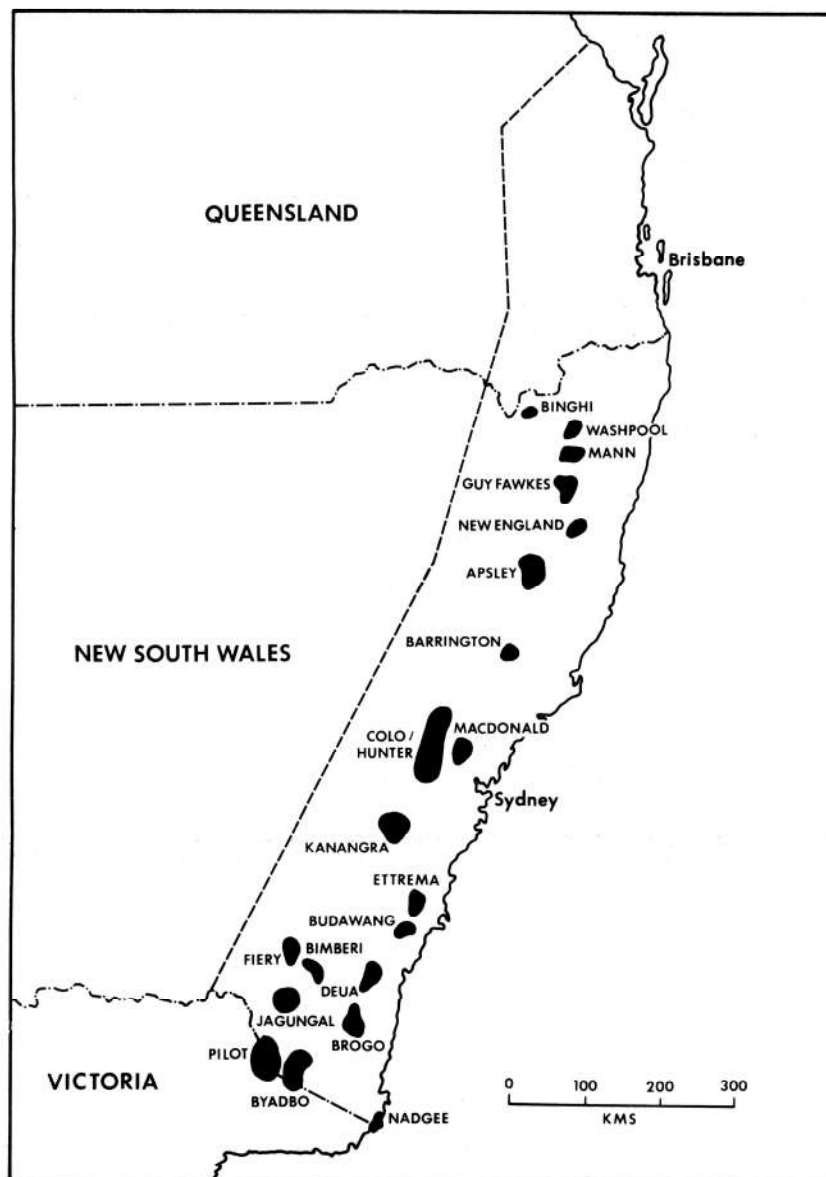 QUEENSLAND
Brisbane
BINGHI
WASHPOOL
MANN
GUY FAWKES
NEW ENGLAND
APSLEY
BARRINGTON
NEW SOUTH WALES
COLO /
HUNTER
MACDONALD
Sydney
KANANGRA
ETTREMA
BUDAWANG
FIERY
BIMBERI
DEUA
JAGUNGAL
BROGO
PILOT
VICTORIA
BYADBO
NADGEE
0 100 200 300
KMS